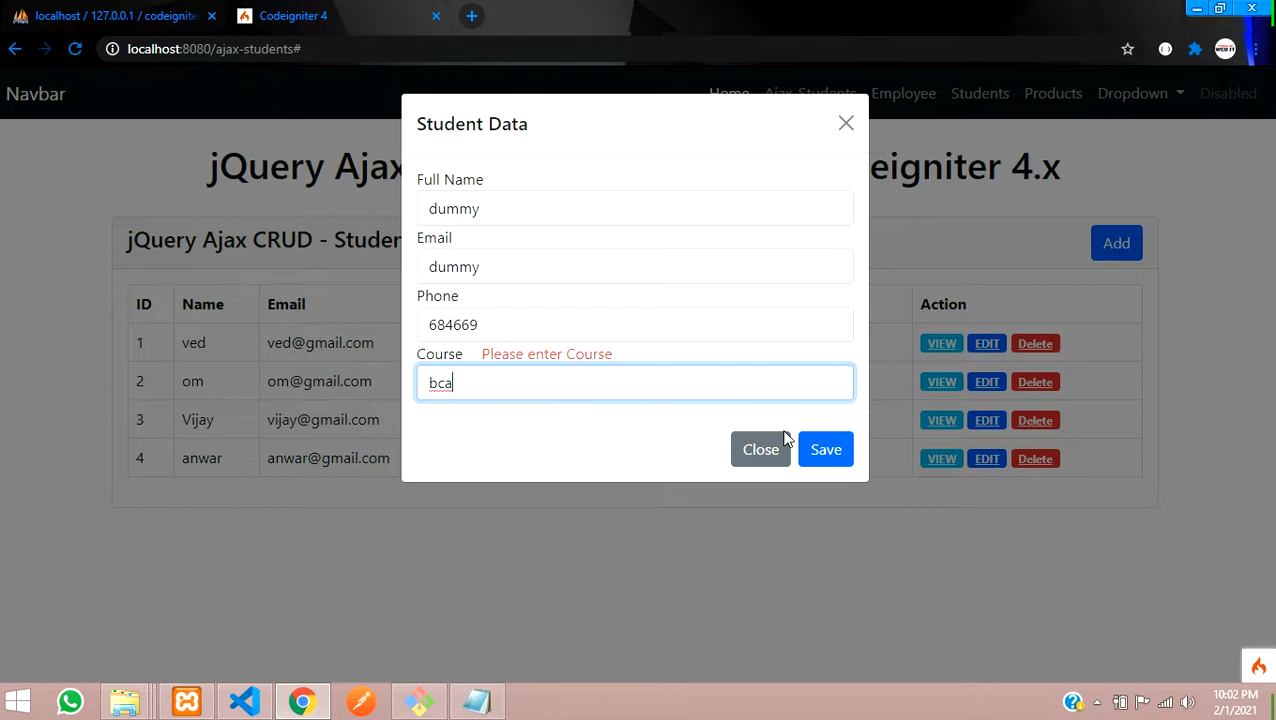 localhost / 127.0.0.1 / codeignite
Codeigniter 4
localhost:8080/ajax-students#
Navbar
Home Ajax-Students Employee Students Products Dropdown Disabled
jQuery Ajax eigniter 4.x
jQuery Ajax CRUD - Studen
Add
ID Name Email Action
1 ved ved@gmail.com VIEW EDIT Delete
2 om om@gmail.com VIEW EDIT Delete
3 Vijay vijay@gmail.com VIEW EDIT Delete
4 anwar anwar@gmail.com VIEW EDIT Delete
Student Data
Full Name
dummy
Email
dummy
Phone
684669
Course Please enter Course
bca
Close Save
10:02 PM
2/1/2021